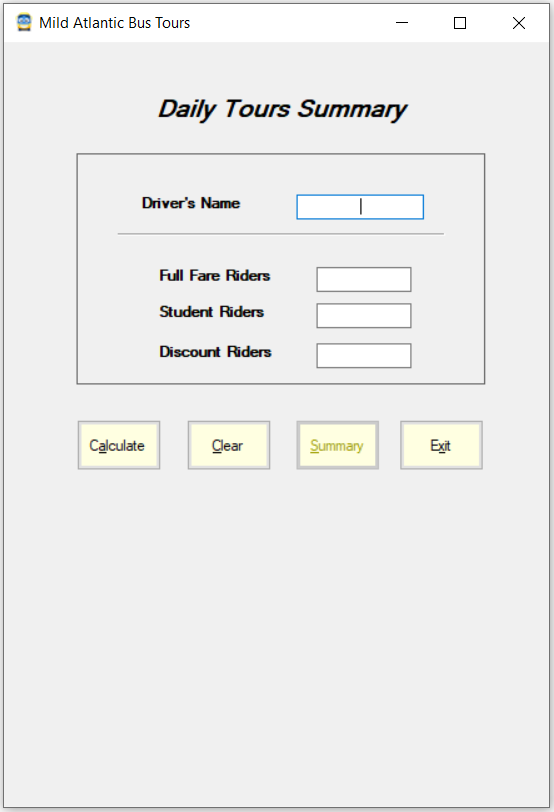 Mild Atlantic Bus Tours
Daily Tours Summary
Driver's Name
Full Fare Riders
Student Riders
Discount Riders
Calculate Clear Summary Exit